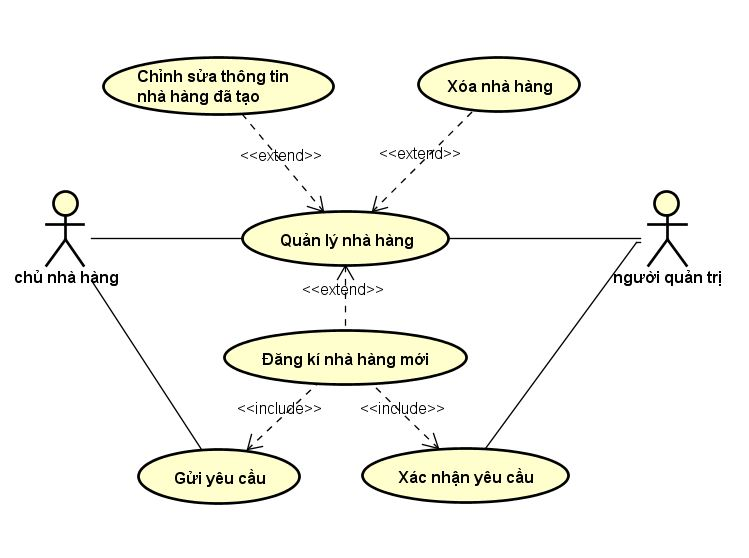 Chỉnh sửa thông tin
nhà hàng đã tạo
Xóa nhà hàng
<<extend>>
<<extend>>
Quản lý nhà hàng
chủ nhà hàng
người quản trị
<<extend>>
Đăng kí nhà hàng mới
<<include>>
<<include>>
Gửi yêu cầu
Xác nhận yêu cầu